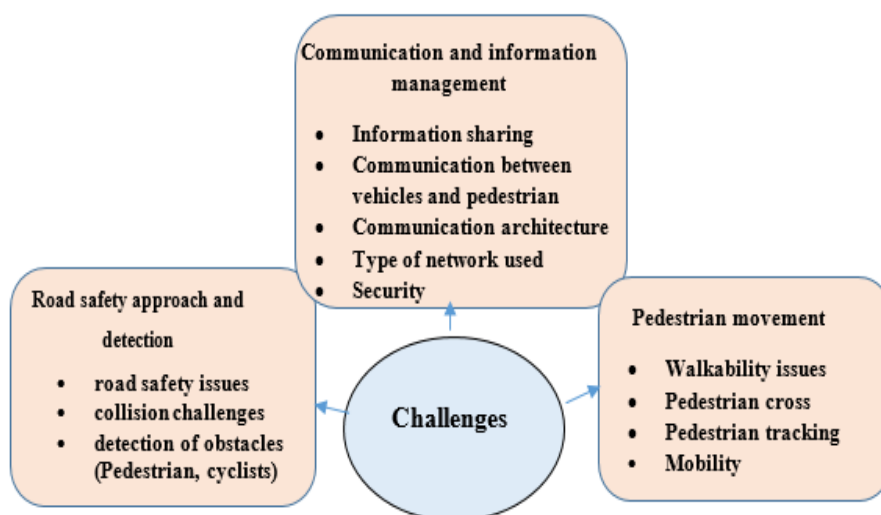 Communication and information
management
• Information sharing
• Communication between
vehicles and pedestrian
• Communication architecture
• Type of network used
• Security
Road safety approach and
detection
• road safety issues
• collision challenges
• detection of obstacles
(Pedestrian, cyclists)
Challenges
Pedestrian movement
• Walkability issues
• Pedestrian cross
• Pedestrian tracking
• Mobility